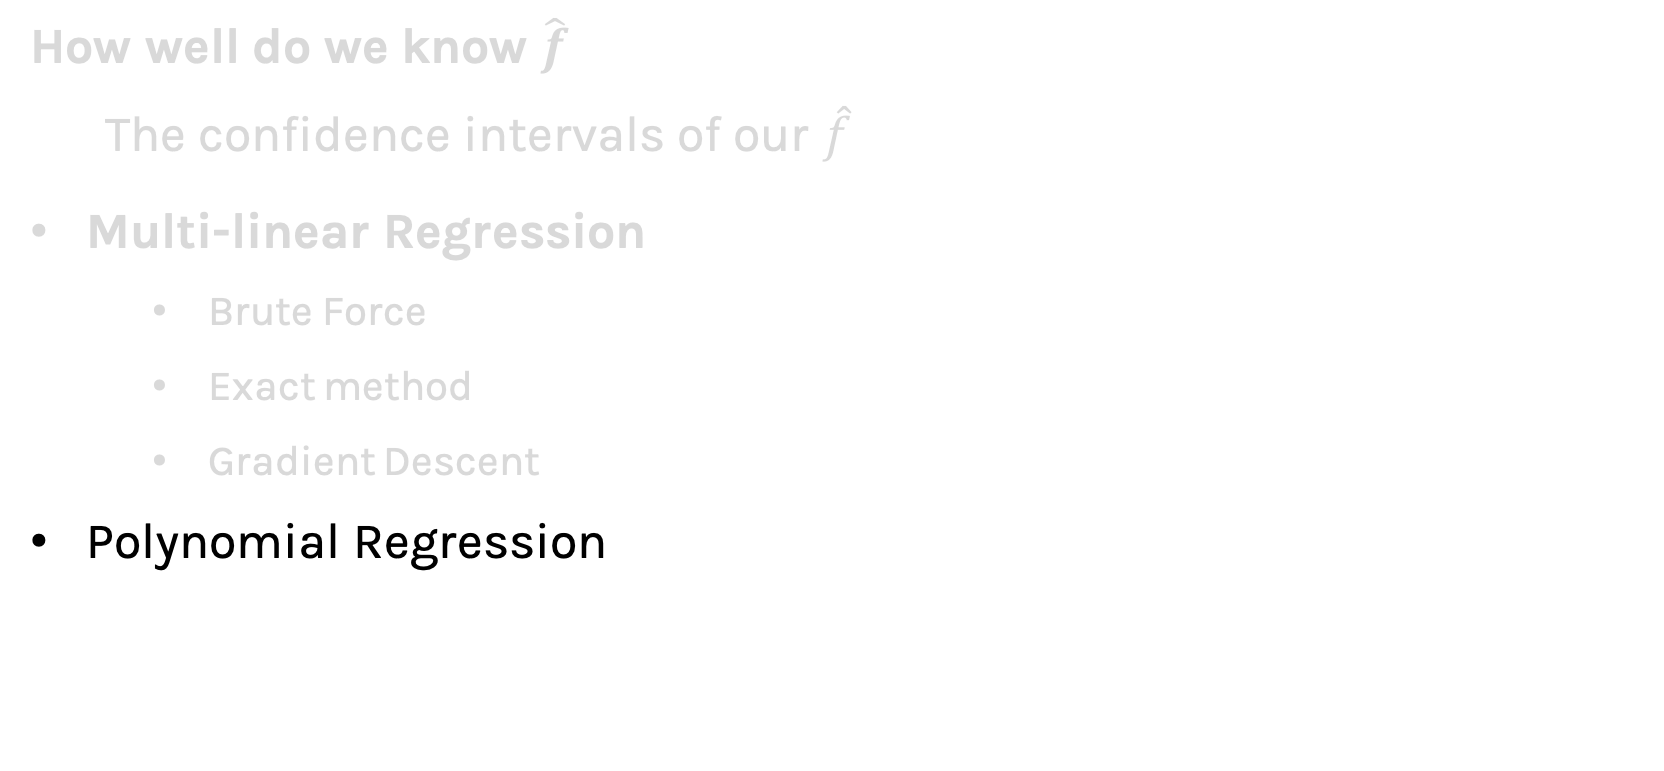 How well do we know f̂
The confidence intervals of our f̂
• Multi-linear Regression
• Brute Force
• Exact method
• Gradient Descent
• Polynomial Regression